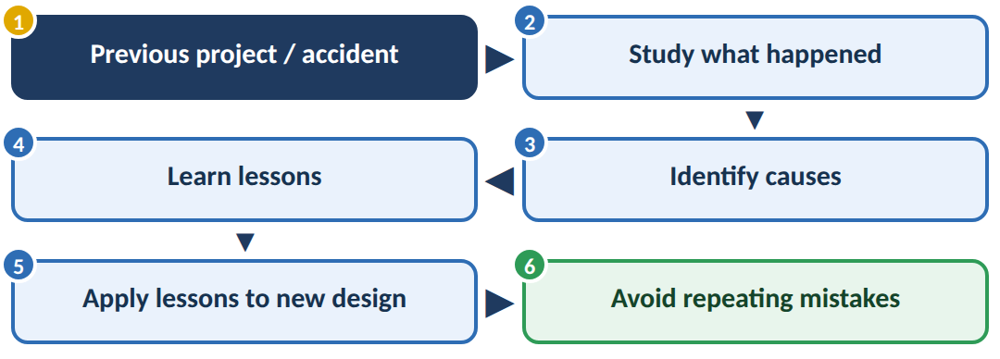 1
Previous project / accident
2
Study what happened
3
Identify causes
4
Learn lessons
5
Apply lessons to new design
6
Avoid repeating mistakes